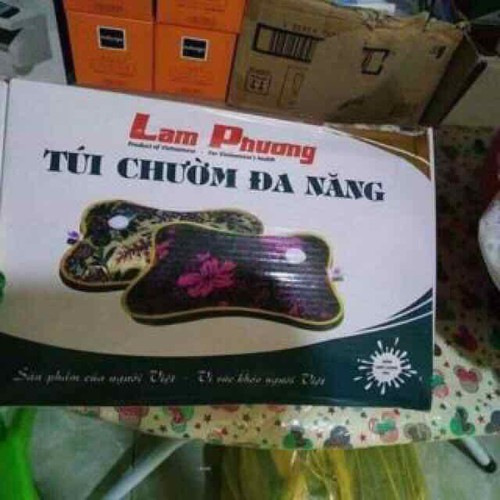 Lam Phương
Product of Vietnamese - For Vietnamese's health
TÚI CHƯỜM ĐA NĂNG
Sản phẩm của người Việt - Vì sức khỏe người Việt